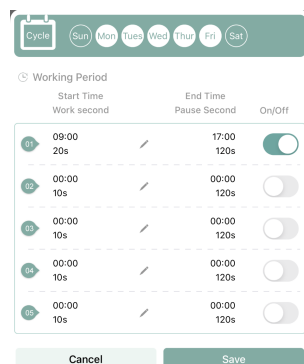 Cycle Sun Mon Tues Wed Thur Fri Sat
Working Period
Start Time End Time
Work second Pause Second On/Off
01 09:00 17:00
20s 120s
02 00:00 00:00
10s 120s
03 00:00 00:00
10s 120s
04 00:00 00:00
10s 120s
05 00:00 00:00
10s 120s
Cancel Save